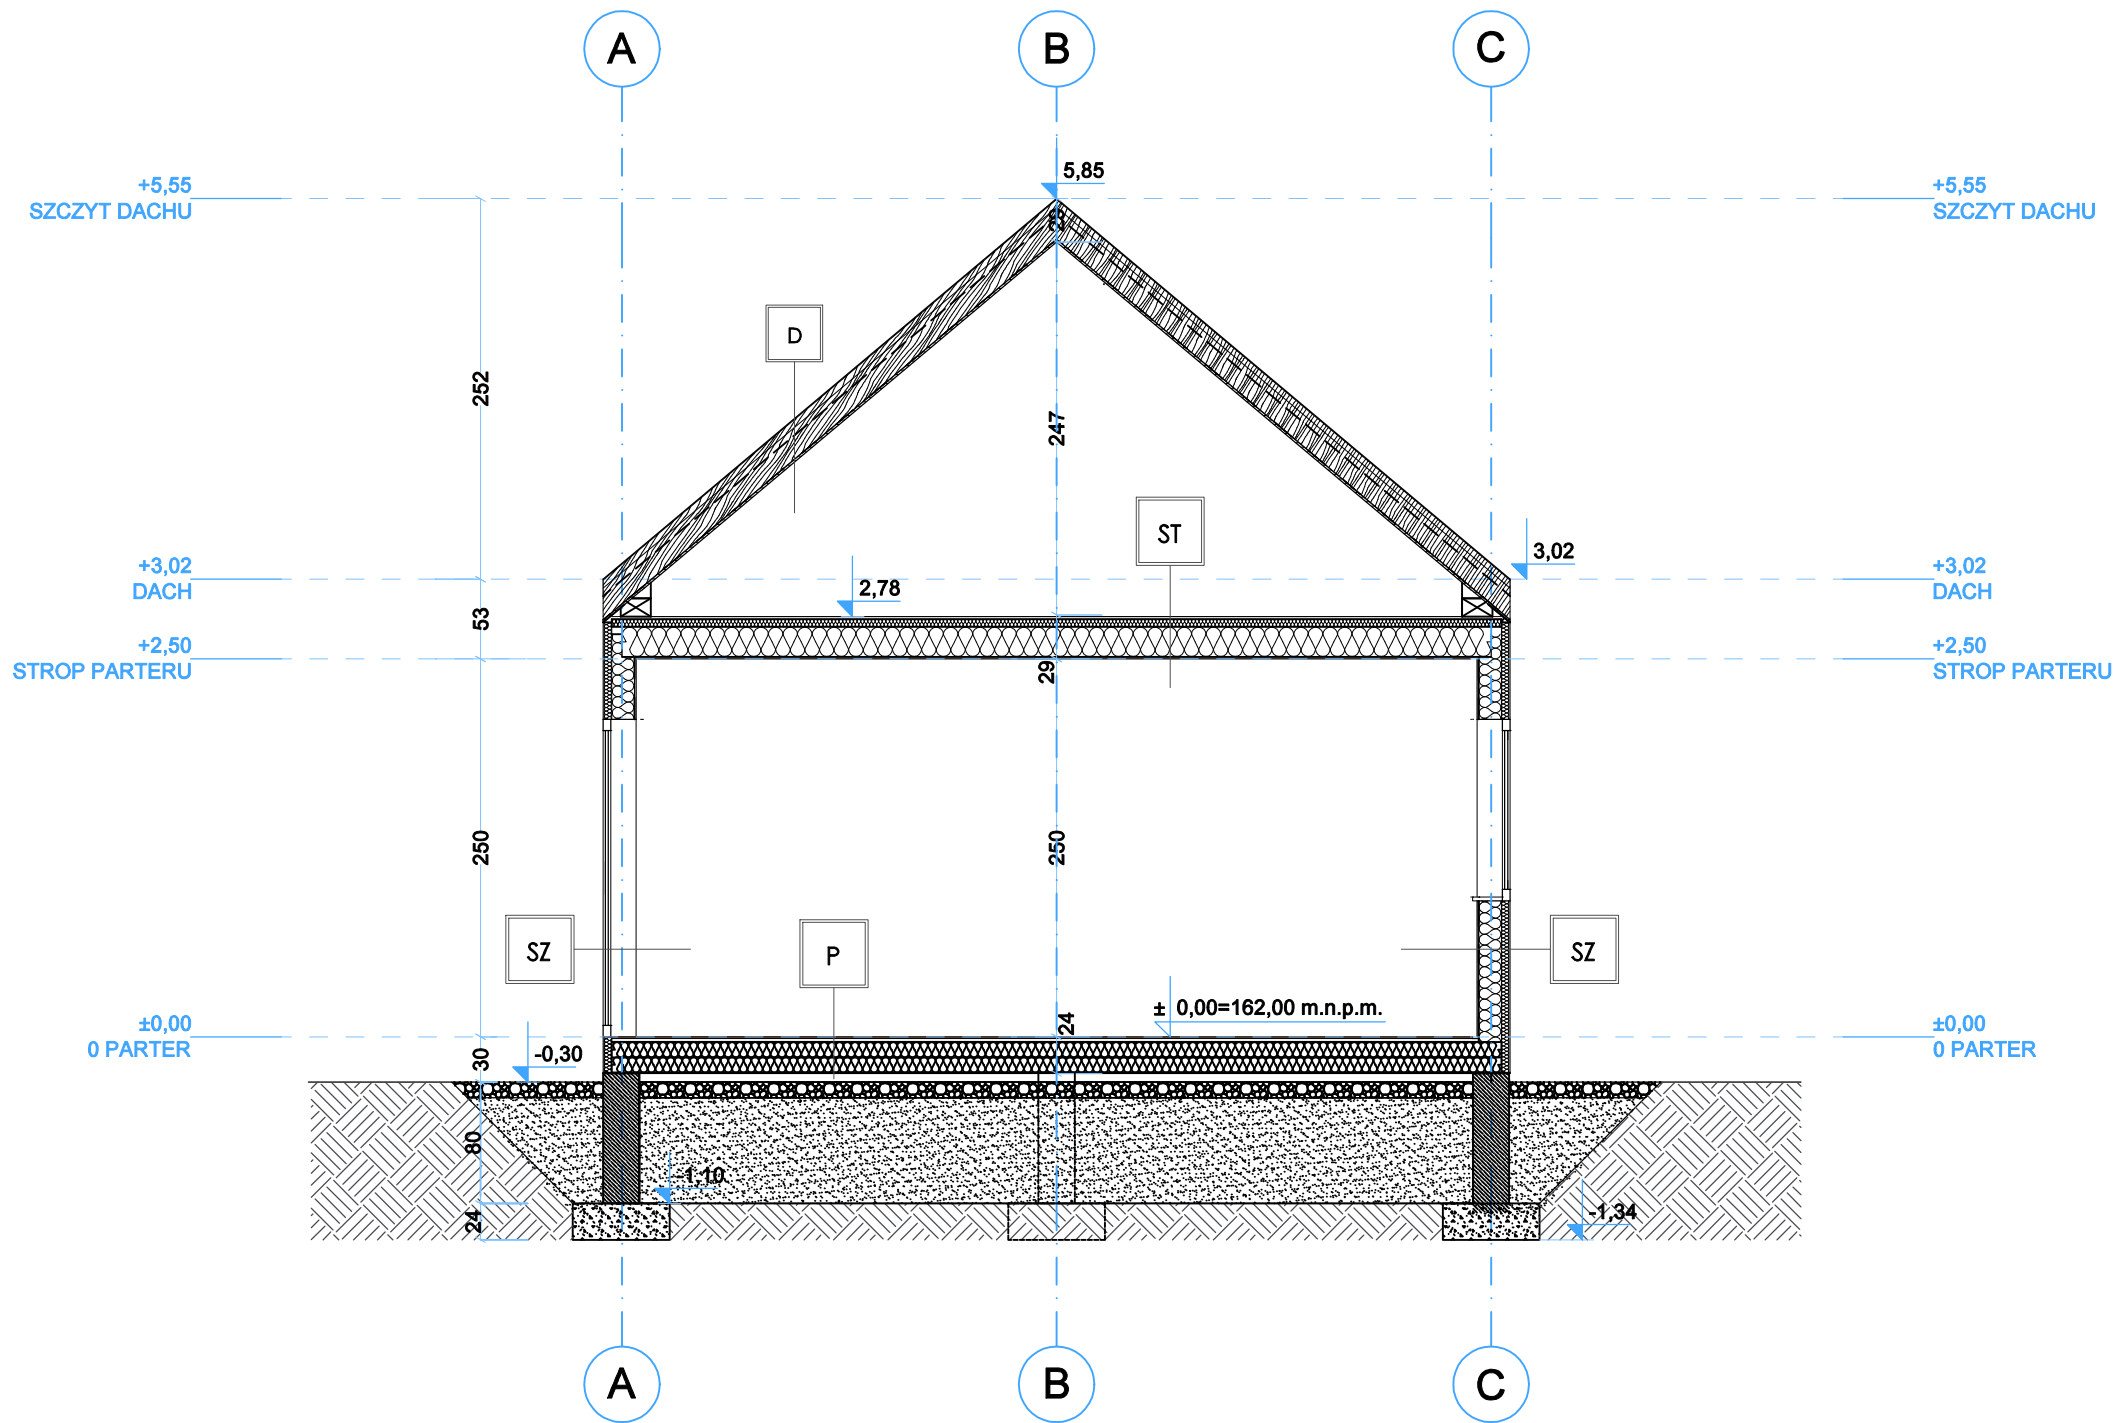 A
B
C
5,85
+5,55
SZCZYT DACHU
+5,55
SZCZYT DACHU
D
252
247
ST
3,02
+3,02
DACH
+3,02
DACH
2,78
53
+2,50
STROP PARTERU
29
+2,50
STROP PARTERU
250
250
SZ
P
SZ
± 0,00=162,00 m.n.p.m.
24
±0,00
0 PARTER
±0,00
0 PARTER
30
-0,30
80
-1,10
24
-1,34
A
B
C